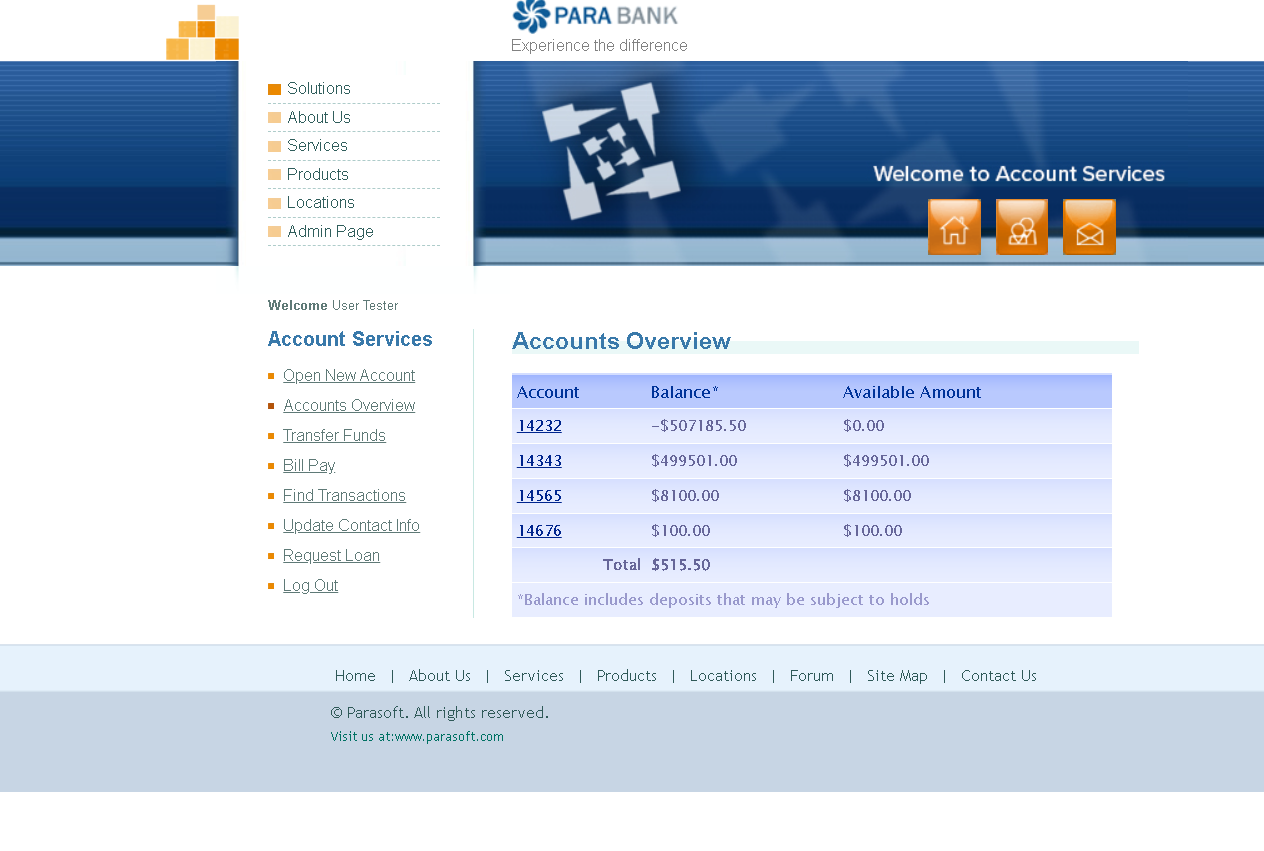 PARA BANK
Experience the difference
Solutions
About Us
Services
Products
Locations
Admin Page
Welcome to Account Services
Welcome User Tester
Account Services
Open New Account
Accounts Overview
Transfer Funds
Bill Pay
Find Transactions
Update Contact Info
Request Loan
Log Out
Accounts Overview
Account Balance* Available Amount
14232 -$507185.50 $0.00
14343 $499501.00 $499501.00
14565 $8100.00 $8100.00
14676 $100.00 $100.00
Total $515.50
*Balance includes deposits that may be subject to holds
Home | About Us | Services | Products | Locations | Forum | Site Map | Contact Us
© Parasoft. All rights reserved.
Visit us at:www.parasoft.com